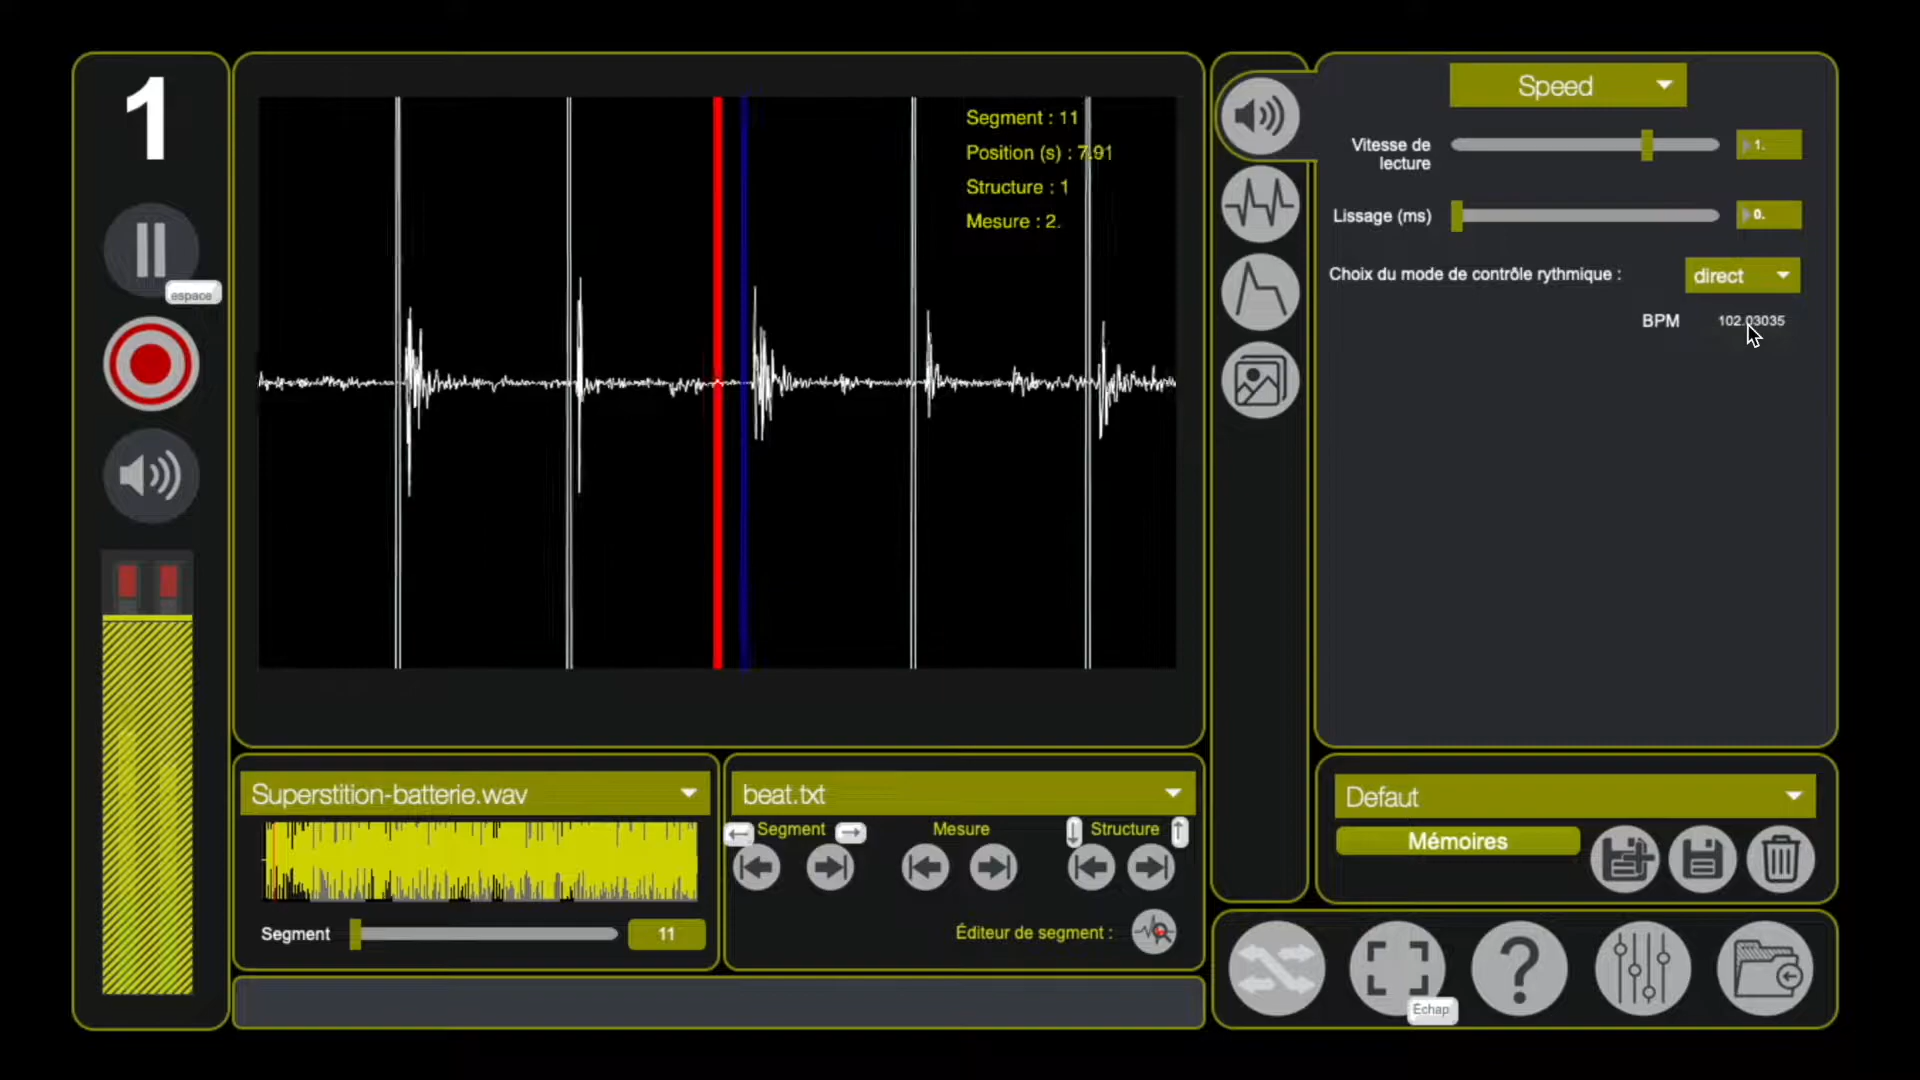 1
espace
Segment : 11
Position (s) : 7.91
Structure : 1
Mesure : 2.
Speed
Vitesse de
lecture
1.
Lissage (ms)
0.
Choix du mode de contrôle rythmique :
direct
BPM
102.03035
Superstition-batterie.wav
Segment
11
beat.txt
Segment
Mesure
Structure
Éditeur de segment :
Defaut
Mémoires
Échap